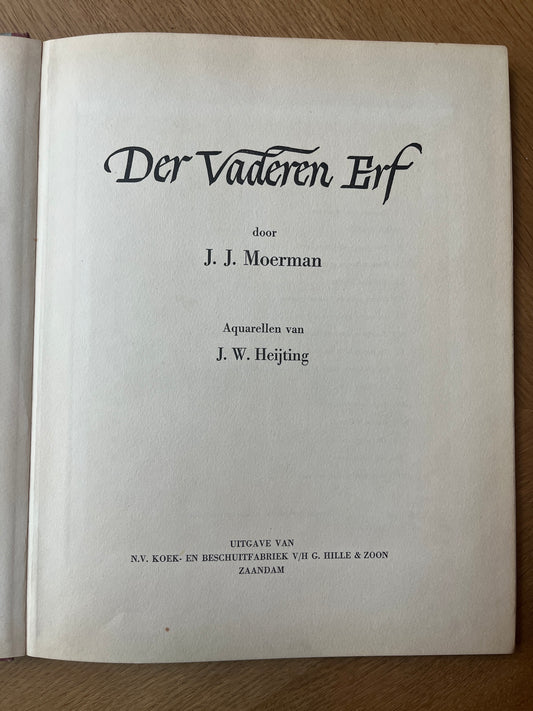 Der Vaderen Erf
door
J. J. Moerman
Aquarellen van
J. W. Heijting
UITGAVE VAN
N.V. KOEK- EN BESCHUITFABRIEK V/H G. HILLE & ZOON
ZAANDAM